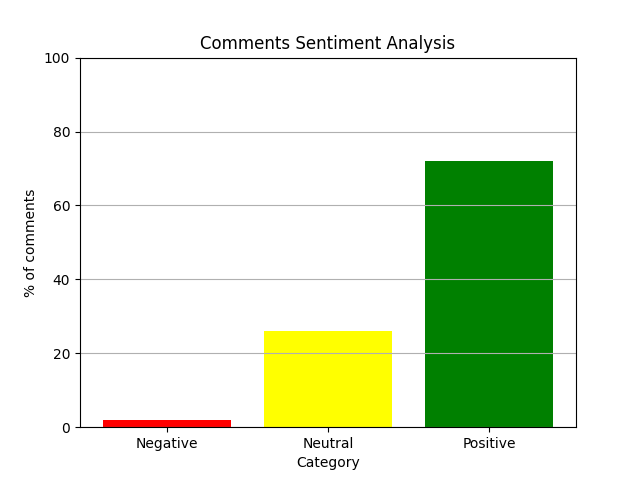 Comments Sentiment Analysis
100
80
60
40
20
0
% of comments
Negative Neutral Positive
Category